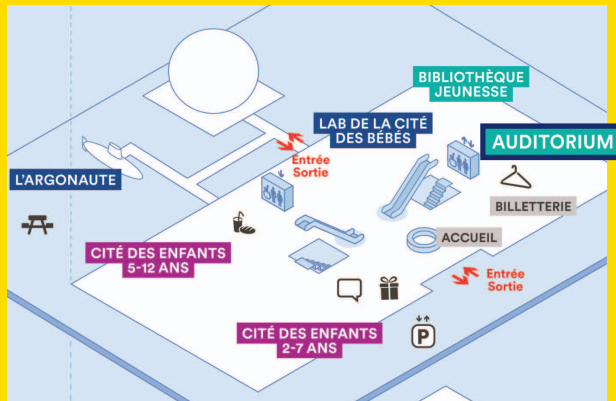 BIBLIOTHÈQUE
JEUNESSE
LAB DE LA CITÉ
DES BÉBÉS
AUDITORIUM
Entrée
Sortie
L'ARGONAUTE
BILLETTERIE
ACCUEIL
CITÉ DES ENFANTS
5-12 ANS
Entrée
Sortie
CITÉ DES ENFANTS
2-7 ANS
P